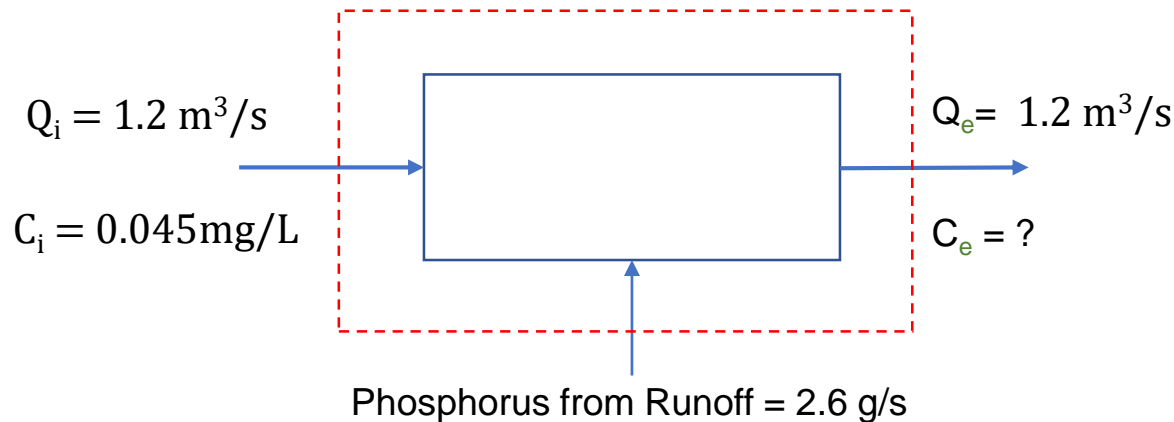 Qᵢ = 1.2 m³/s
Qₑ= 1.2 m³/s
Cᵢ = 0.045mg/L
Cₑ = ?
Phosphorus from Runoff = 2.6 g/s